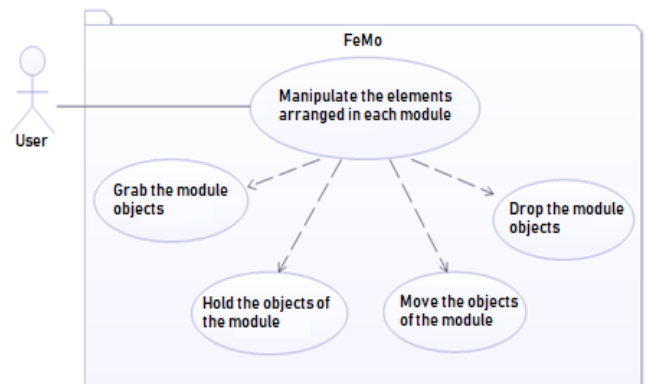 FeMo
Manipulate the elements
arranged in each module
User
Grab the module
objects
Drop the module
objects
Hold the objects of
the module
Move the objects
of the module